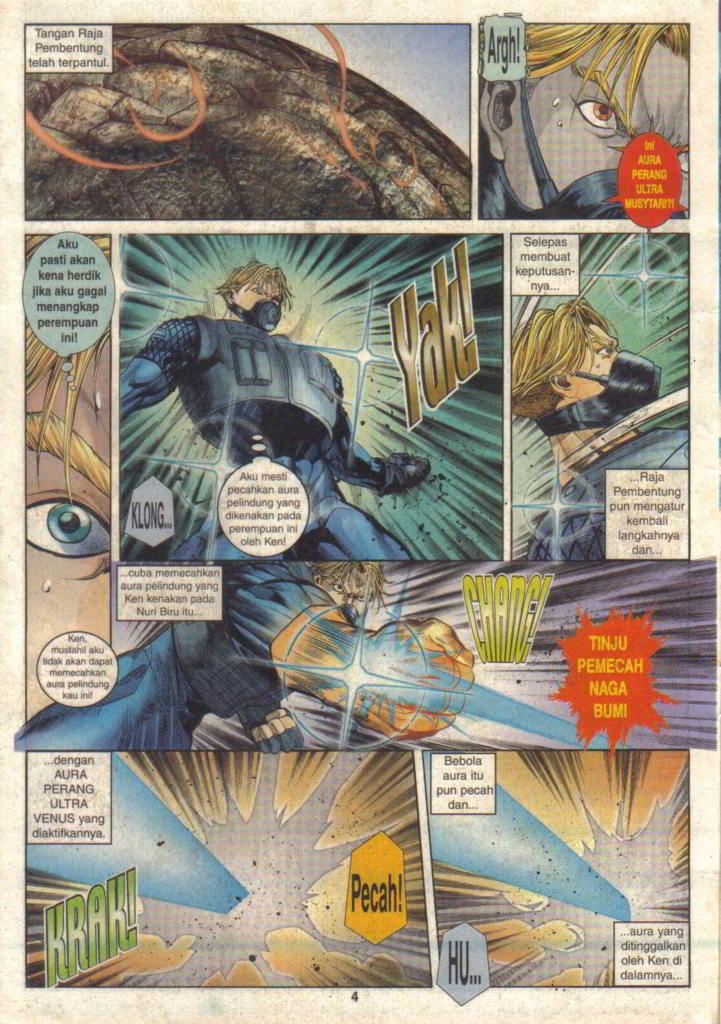 Tangan Raja
Pembentung
telah terpantul.
Argh!
Ini
AURA
PERANG
ULTRA
MUSYTARI?!
Aku
pasti akan
kena herdik
jika aku gagal
menangkap
perempuan
ini!
Yak!
KLONG...
Aku mesti
pecahkan aura
pelindung yang
dikenakan pada
perempuan ini
oleh Ken!
Selepas
membuat
keputusan-
nya...
...Raja
Pembentung
pun mengatur
kembali
langkahnya
dan...
...cuba memecahkan
aura pelindung yang
Ken kenakan pada
Nuri Biru itu...
Ken,
mustahil aku
tidak akan dapat
memecahkan
aura pelindung
kau ini!
CHANG!
TINJU
PEMECAH
NAGA
BUMI
...dengan
AURA
PERANG
ULTRA
VENUS yang
diaktifkannya.
KRAK!
Pecah!
Bebola
aura itu
pun pecah
dan...
HU...
...aura yang
ditinggalkan
oleh Ken di
dalamnya...
4